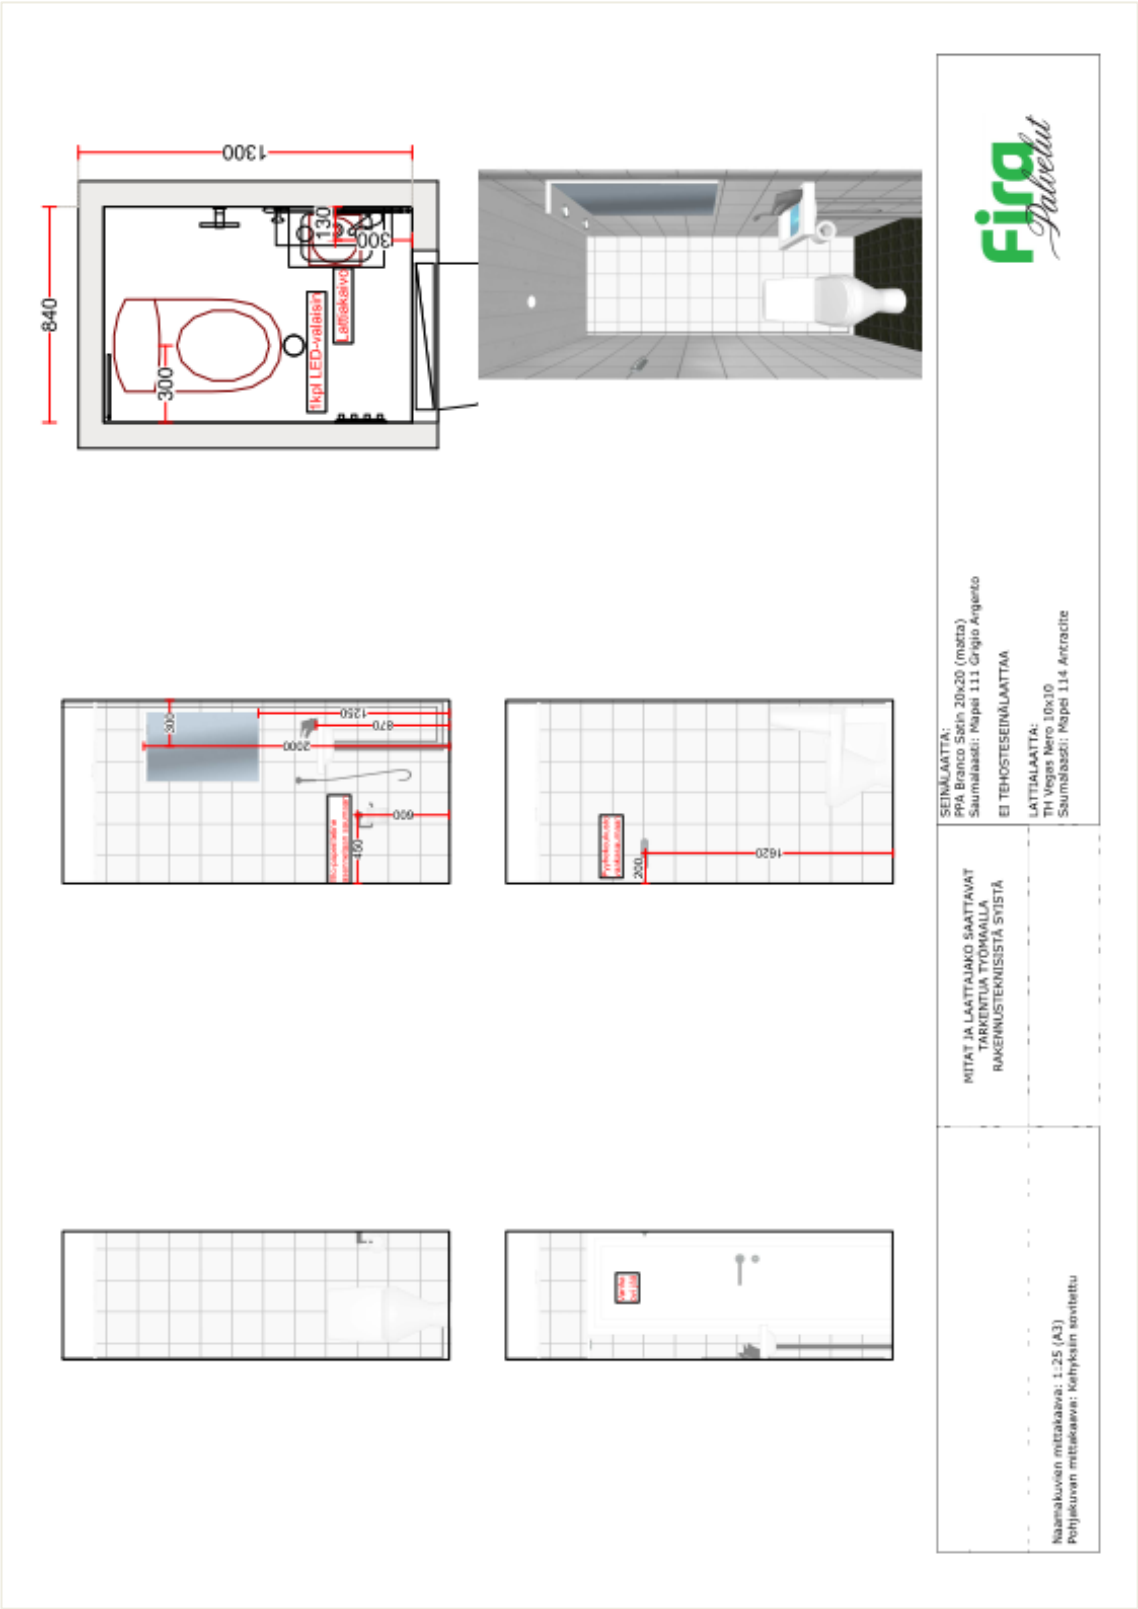 1300
840
300
130
300
1kpl LED-valaisin
Lattiakaivo
fira
Palvelut
300
1250
870
2000
600
450
200
1620
Vanha
SEINÄLAATTA:
PPA Branco Satin 20x20 (matta)
Saumalaasti: Mapei 111 Grigio Argento
EI TEHOSTESEINÄLAATTAA
LATTIALAATTA:
TH Vegas Nero 10x10
Saumalaasti: Mapei 114 Antracite
MITAT JA LAATTAJAKO SAATTAVAT
TARKENTUA TYÖMAALLA
RAKENNUSTEKNISISTÄ SYISTÄ
Naamakuvien mittakaava: 1:25 (A3)
Pohjakuvan mittakaava: Kehyksiin sovitettu